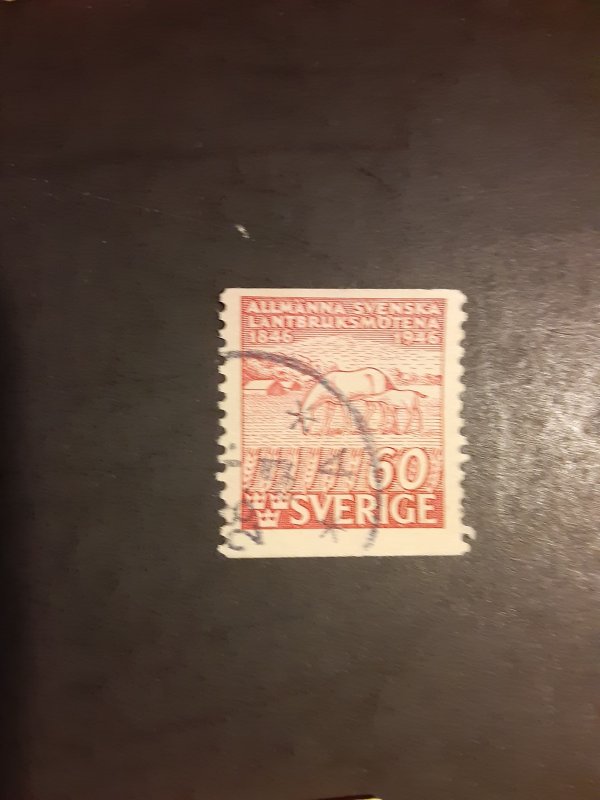 ALLMÄNNA SVENSKA
LANTBRUKSMÖTENA
1846 1946
60
SVERIGE